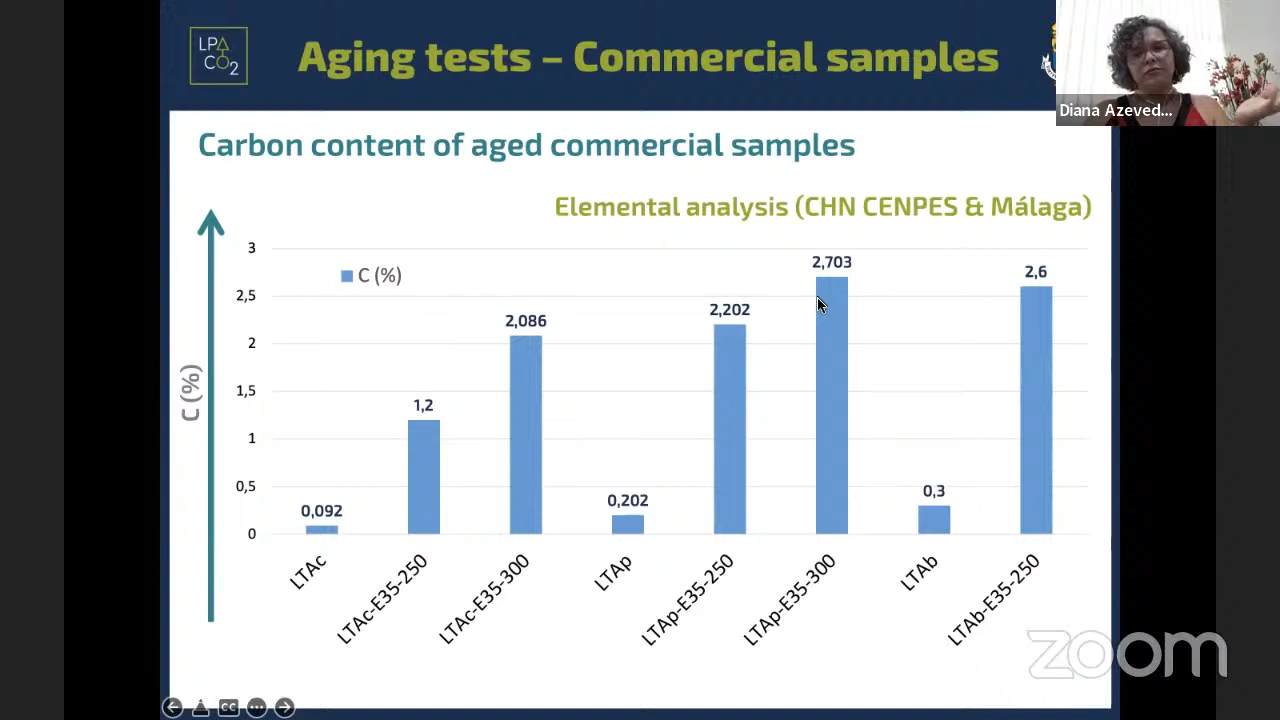 LPA
CO2
Aging tests – Commercial samples
Diana Azeved...
Carbon content of aged commercial samples
Elemental analysis (CHN CENPES & Málaga)
C (%)
3
2,5
2
1,5
1
0,5
0
C (%)
0,092
1,2
2,086
0,202
2,202
2,703
0,3
2,6
LTAc
LTAc-E35-250
LTAc-E35-300
LTAp
LTAp-E35-250
LTAp-E35-300
LTAb
LTAb-E35-250
zoom
CC